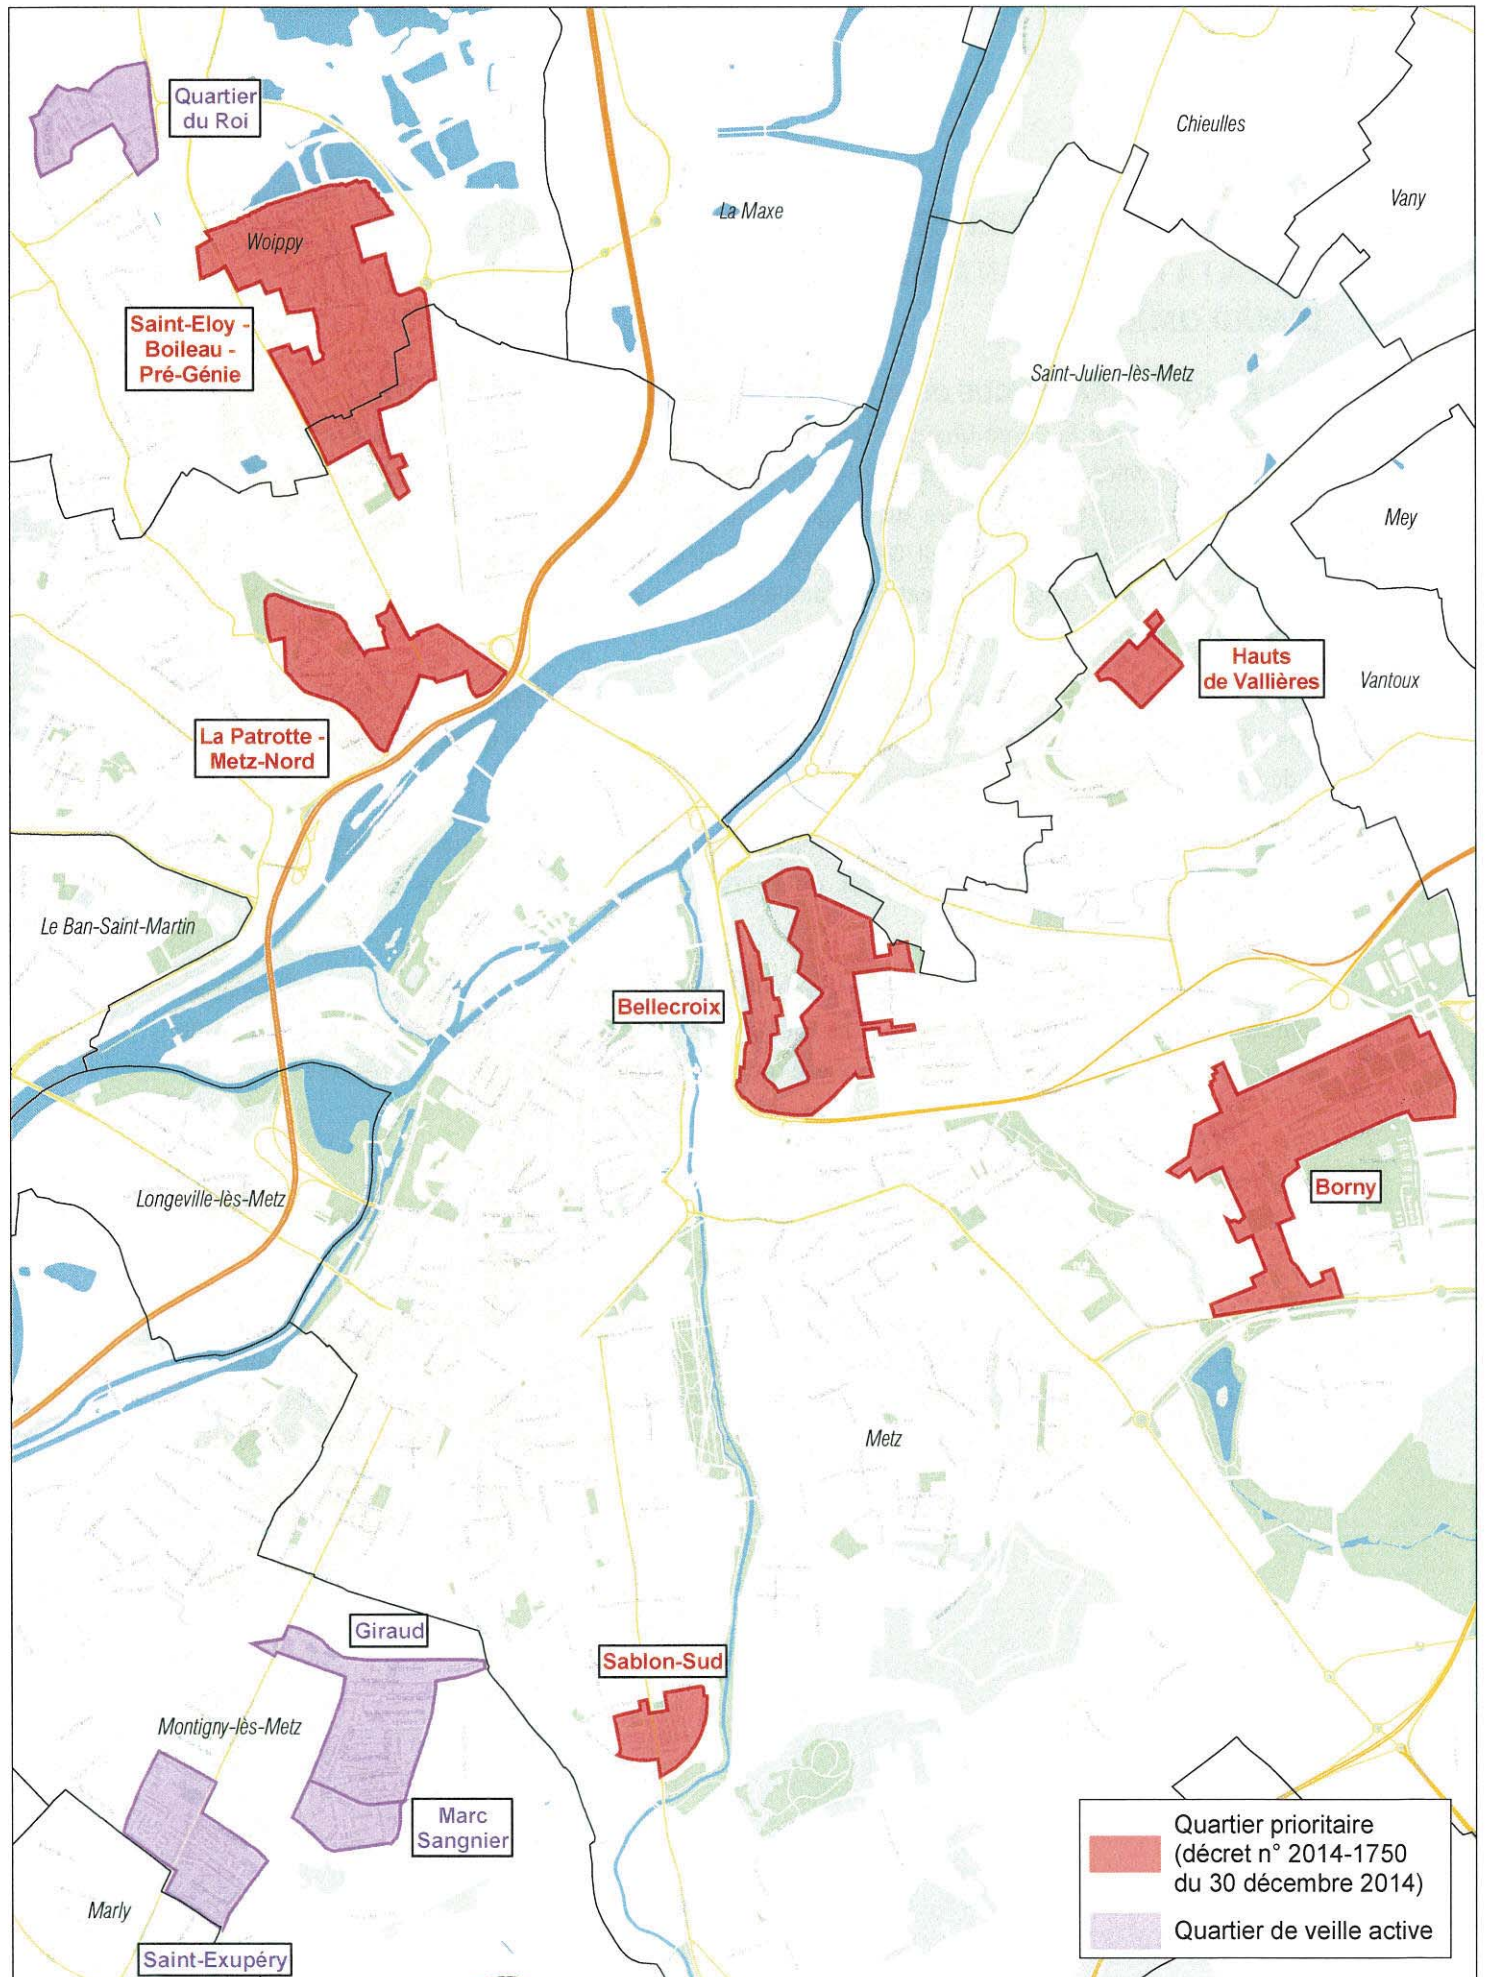 Quartier
du Roi
Chieulles
Vany
La Maxe
Woippy
Saint-Eloy -
Boileau -
Pré-Génie
Saint-Julien-lès-Metz
Mey
Hauts
de Vallières
Vantoux
La Patrotte -
Metz-Nord
Le Ban-Saint-Martin
Bellecroix
Borny
Longeville-lès-Metz
Metz
Giraud
Sablon-Sud
Montigny-lès-Metz
Marc
Sangnier
Marly
Saint-Exupéry
Quartier prioritaire
(décret n° 2014-1750
du 30 décembre 2014)
Quartier de veille active